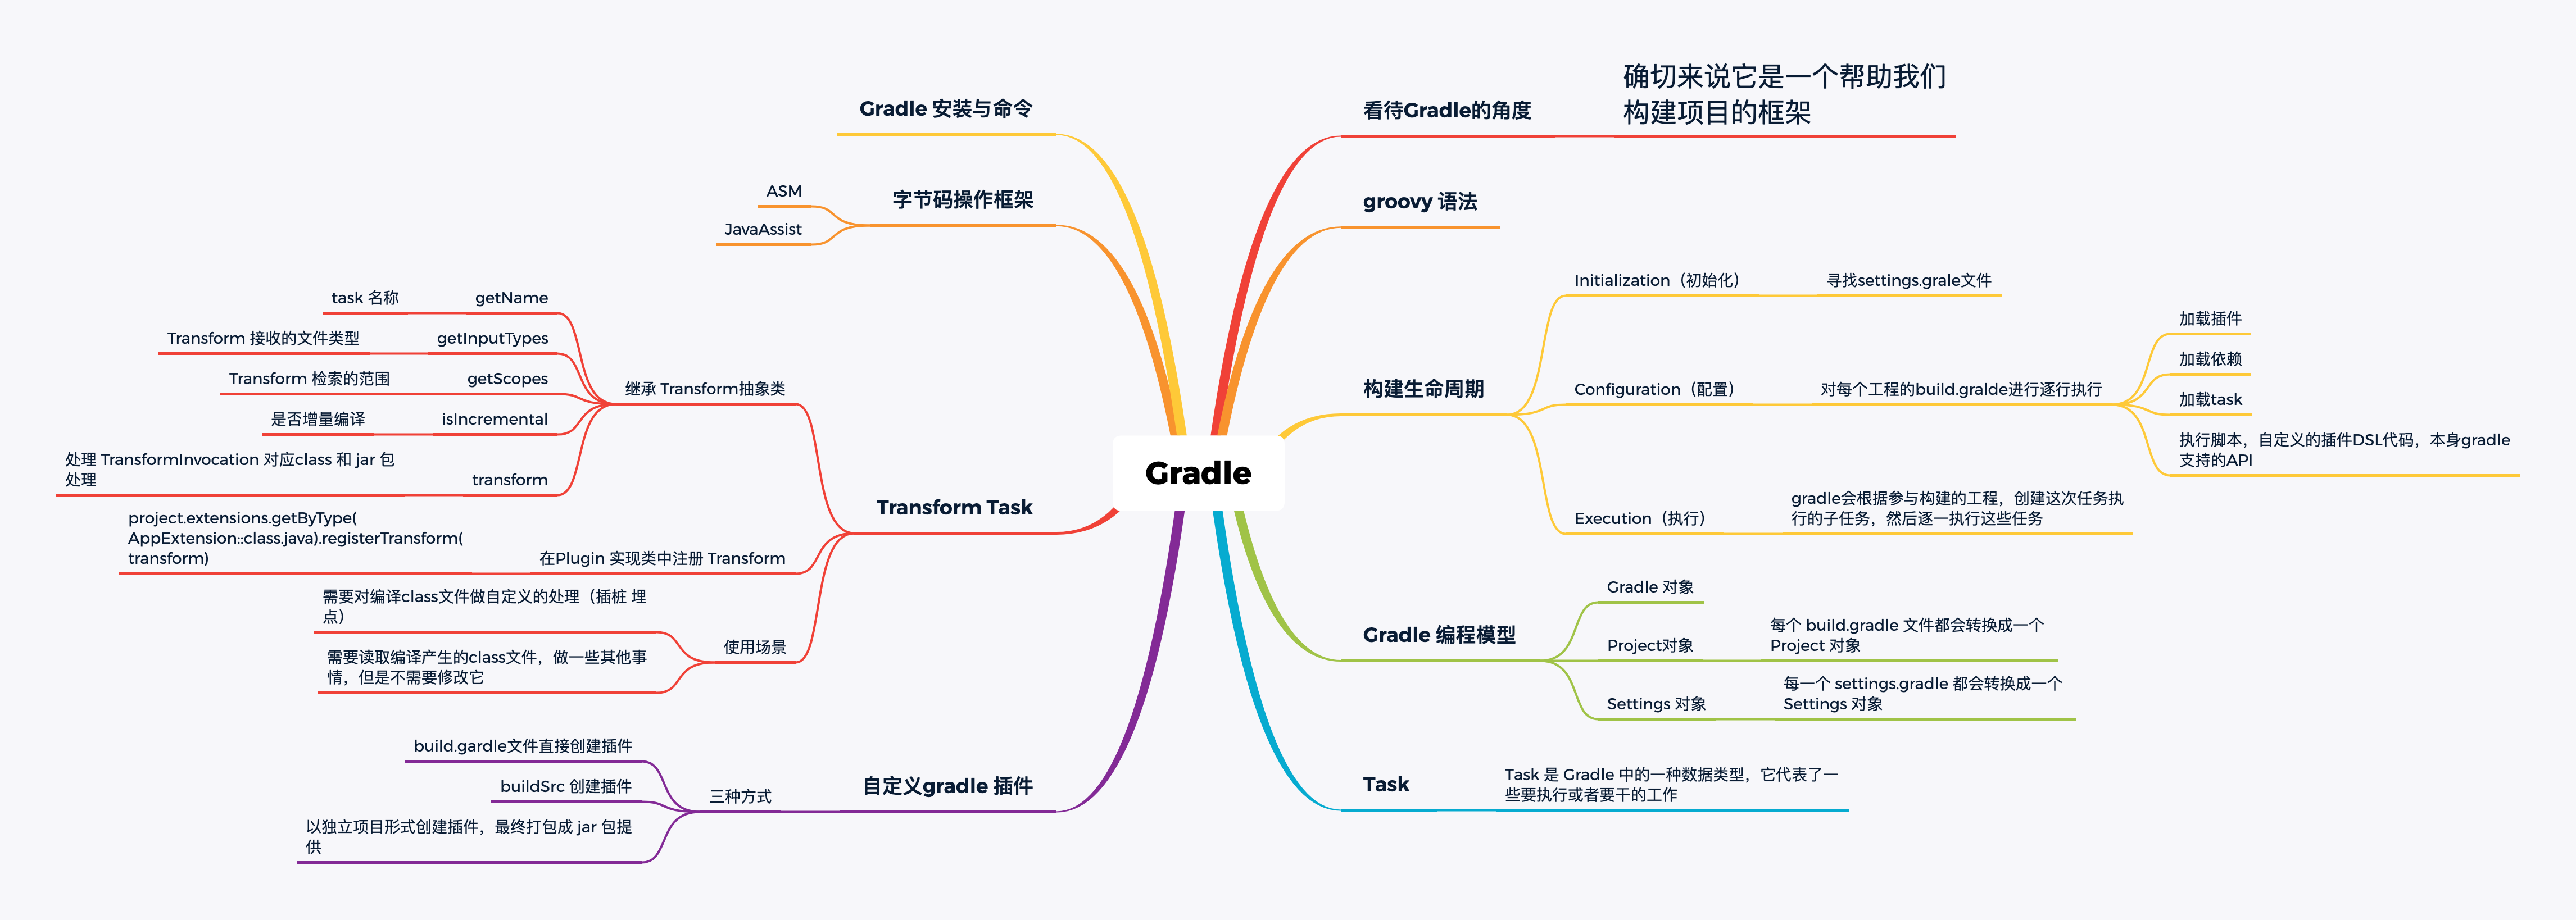 Gradle
看待Gradle的角度
确切来说它是一个帮助我们
构建项目的框架
groovy 语法
构建生命周期
Initialization（初始化）
寻找settings.grale文件
Configuration（配置）
对每个工程的build.gralde进行逐行执行
加载插件
加载依赖
加载task
执行脚本，自定义的插件DSL代码，本身gradle
支持的API
Execution（执行）
gradle会根据参与构建的工程，创建这次任务执
行的子任务，然后逐一执行这些任务
Gradle 编程模型
Gradle 对象
Project对象
每个 build.gradle 文件都会转换成一个
Project 对象
Settings 对象
每一个 settings.gradle 都会转换成一个
Settings 对象
Task
Task 是 Gradle 中的一种数据类型，它代表了一
些要执行或者要干的工作
Gradle 安装与命令
字节码操作框架
ASM
JavaAssist
Transform Task
继承 Transform抽象类
getName
task 名称
getInputTypes
Transform 接收的文件类型
getScopes
Transform 检索的范围
isIncremental
是否增量编译
transform
处理 TransformInvocation 对应class 和 jar 包
处理
在Plugin 实现类中注册 Transform
project.extensions.getByType(
AppExtension::class.java).registerTransform(
transform)
使用场景
需要对编译class文件做自定义的处理（插桩 埋
点）
需要读取编译产生的class文件，做一些其他事
情，但是不需要修改它
自定义gradle 插件
三种方式
build.gardle文件直接创建插件
buildSrc 创建插件
以独立项目形式创建插件，最终打包成 jar 包提
供